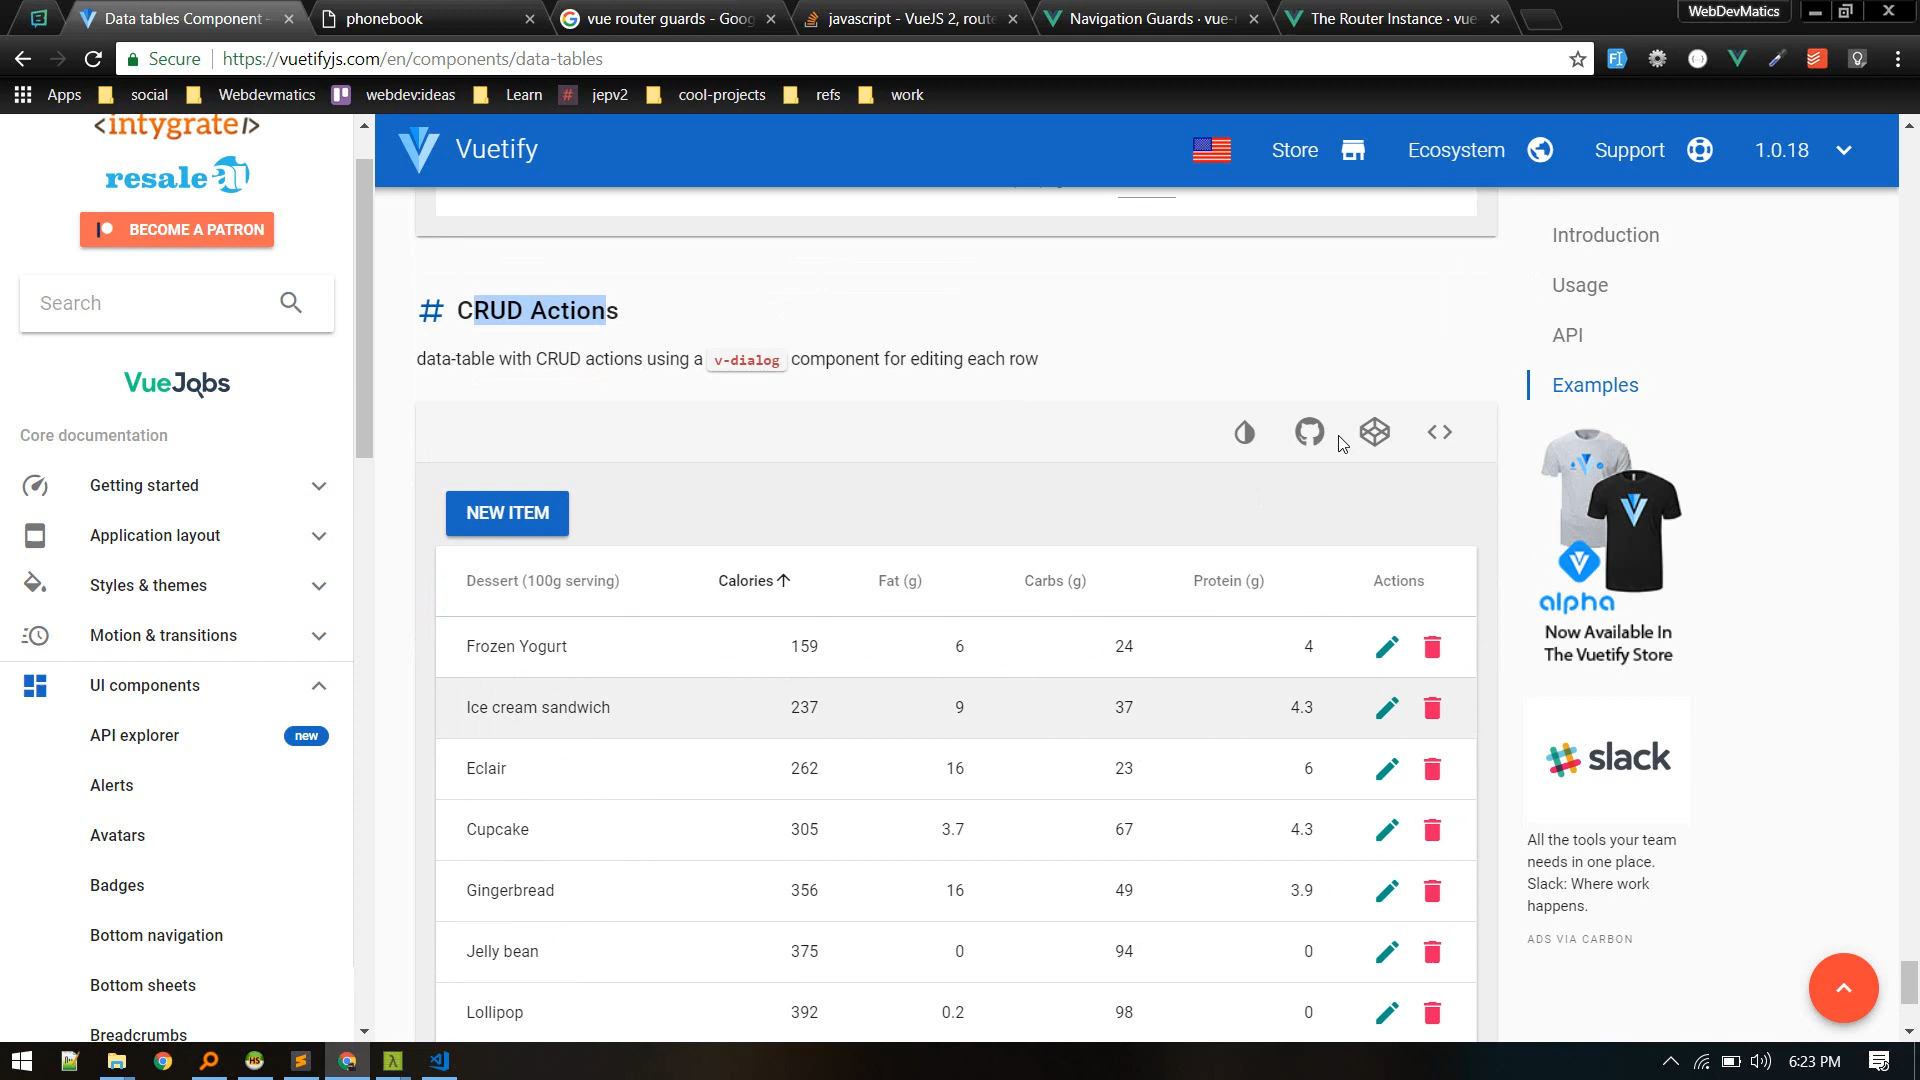 Data tables Component -
phonebook
vue router guards - Goog
javascript - VueJS 2, route
Navigation Guards · vue-r
The Router Instance · vue
WebDevMatics
Secure
https://vuetifyjs.com/en/components/data-tables
Apps
social
Webdevmatics
webdev:ideas
Learn
jepv2
cool-projects
refs
work
<intygrate/>
resale
BECOME A PATRON
Search
VueJobs
Core documentation
Getting started
Application layout
Styles & themes
Motion & transitions
UI components
API explorer
new
Alerts
Avatars
Badges
Bottom navigation
Bottom sheets
Breadcrumbs
Vuetify
Store
Ecosystem
Support
1.0.18
# CRUD Actions
data-table with CRUD actions using a v-dialog component for editing each row
NEW ITEM
Dessert (100g serving) Calories Fat (g) Carbs (g) Protein (g) Actions
Frozen Yogurt 159 6 24 4
Ice cream sandwich 237 9 37 4.3
Eclair 262 16 23 6
Cupcake 305 3.7 67 4.3
Gingerbread 356 16 49 3.9
Jelly bean 375 0 94 0
Lollipop 392 0.2 98 0
Introduction
Usage
API
Examples
alpha
Now Available In
The Vuetify Store
slack
All the tools your team
needs in one place.
Slack: Where work
happens.
ADS VIA CARBON
6:23 PM